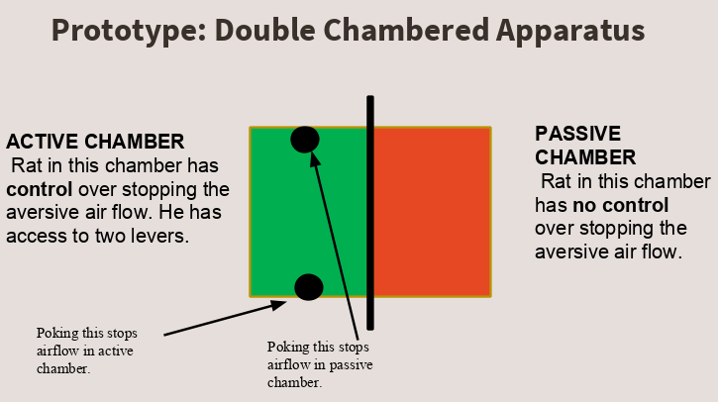 Prototype: Double Chambered Apparatus
ACTIVE CHAMBER
Rat in this chamber has
control over stopping the
aversive air flow. He has
access to two levers.
PASSIVE
CHAMBER
Rat in this chamber
has no control
over stopping the
aversive air flow.
Poking this stops
airflow in active
chamber.
Poking this stops
airflow in passive
chamber.